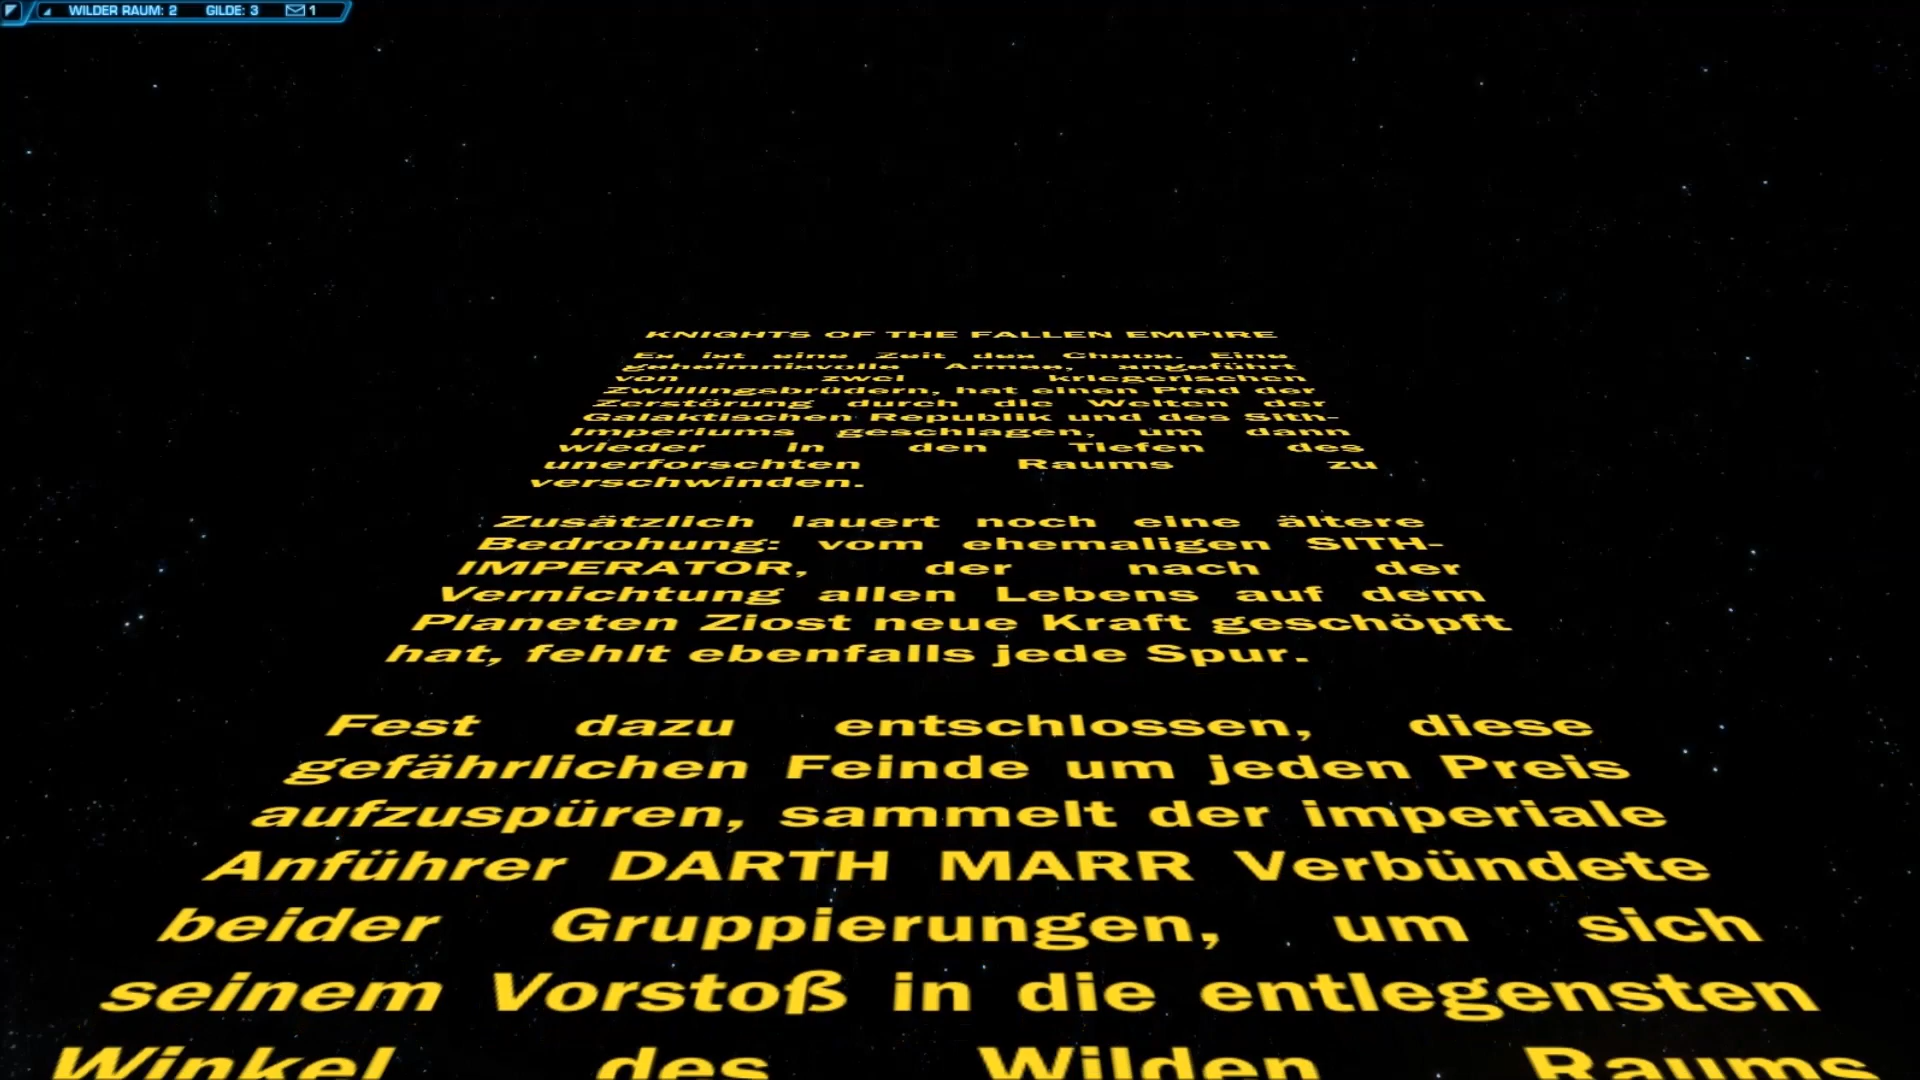 WILDER RAUM: 2 GILDE: 3 1
KNIGHTS OF THE FALLEN EMPIRE
Es ist eine Zeit des Chaos. Eine
geheimnisvolle Armee, angeführt
von zwei kriegerischen
Zwillingsbrüdern, hat einen Pfad der
Zerstörung durch die Welten der
Galaktischen Republik und des Sith-
Imperiums geschlagen, um dann
wieder in den Tiefen des
unerforschten Raums zu
verschwinden.
Zusätzlich lauert noch eine ältere
Bedrohung: vom ehemaligen SITH-
IMPERATOR, der nach der
Vernichtung allen Lebens auf dem
Planeten Ziost neue Kraft geschöpft
hat, fehlt ebenfalls jede Spur.
Fest dazu entschlossen, diese
gefährlichen Feinde um jeden Preis
aufzuspüren, sammelt der imperiale
Anführer DARTH MARR Verbündete
beider Gruppierungen, um sich
seinem Vorstoß in die entlegensten
Winkel des Wilden Raums